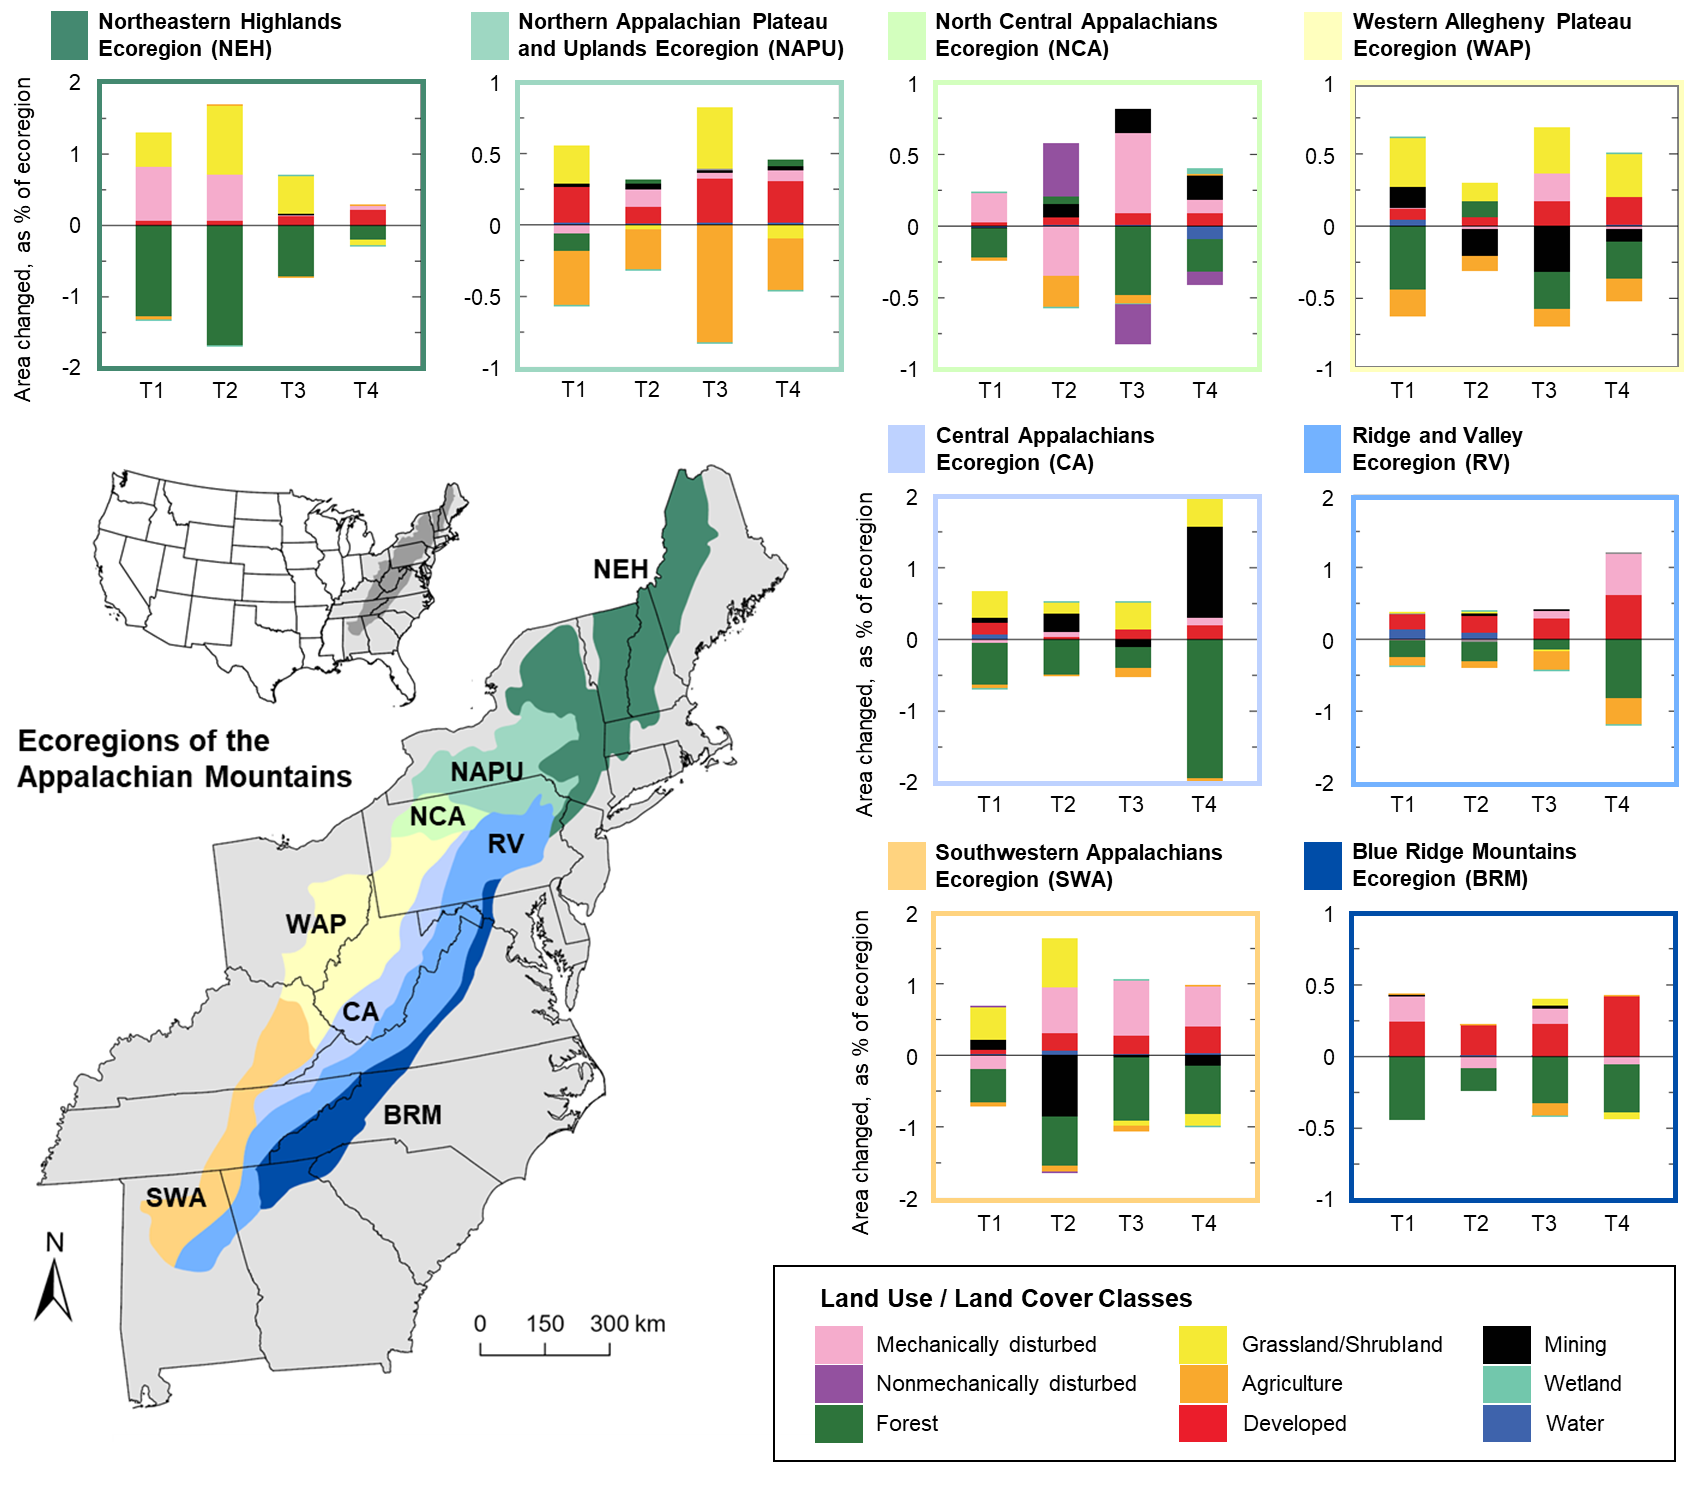 Northeastern Highlands
Ecoregion (NEH)
Northern Appalachian Plateau
and Uplands Ecoregion (NAPU)
North Central Appalachians
Ecoregion (NCA)
Western Allegheny Plateau
Ecoregion (WAP)
Area changed, as % of ecoregion
2
1
0
-1
-2
T1 T2 T3 T4
1
0.5
0
-0.5
-1
T1 T2 T3 T4
1
0.5
0
-0.5
-1
T1 T2 T3 T4
1
0.5
0
-0.5
-1
T1 T2 T3 T4
Central Appalachians
Ecoregion (CA)
Ridge and Valley
Ecoregion (RV)
Area changed, as % of ecoregion
2
1
0
-1
-2
T1 T2 T3 T4
2
1
0
-1
-2
T1 T2 T3 T4
Southwestern Appalachians
Ecoregion (SWA)
Blue Ridge Mountains
Ecoregion (BRM)
Area changed, as % of ecoregion
2
1
0
-1
-2
T1 T2 T3 T4
1
0.5
0
-0.5
-1
T1 T2 T3 T4
Ecoregions of the
Appalachian Mountains
NEH
NAPU
NCA
RV
WAP
CA
BRM
SWA
N
0 150 300 km
Land Use / Land Cover Classes
Mechanically disturbed
Grassland/Shrubland
Mining
Nonmechanically disturbed
Agriculture
Wetland
Forest
Developed
Water